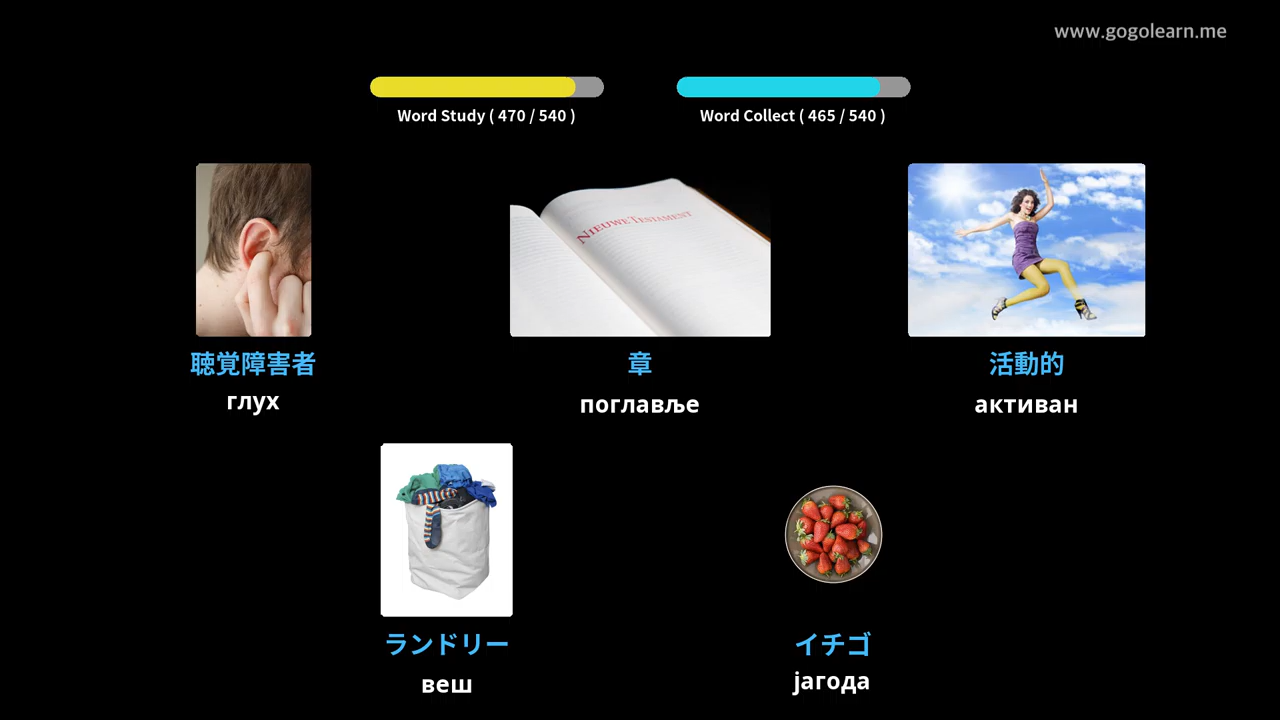 www.gogolearn.me
Word Study ( 470 / 540 )
Word Collect ( 465 / 540 )
NIEUWE TESTAMENT
聴覚障害者
章
活動的
глух
поглавље
активан
ランドリー
イチゴ
веш
јагода